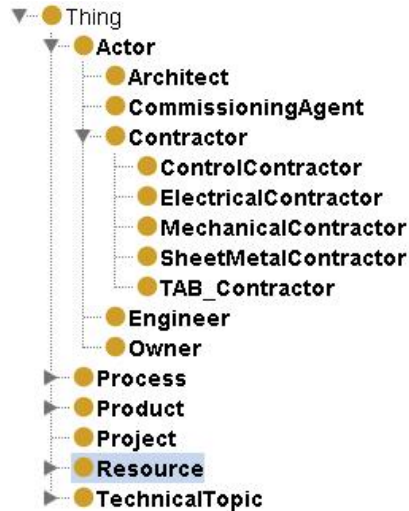 Thing
Actor
Architect
CommissioningAgent
Contractor
ControlContractor
ElectricalContractor
MechanicalContractor
SheetMetalContractor
TAB_Contractor
Engineer
Owner
Process
Product
Project
Resource
TechnicalTopic